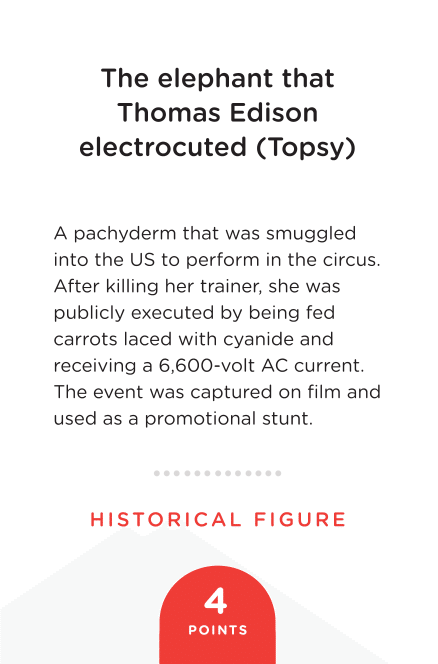 The elephant that
Thomas Edison
electrocuted (Topsy)
A pachyderm that was smuggled
into the US to perform in the circus.
After killing her trainer, she was
publicly executed by being fed
carrots laced with cyanide and
receiving a 6,600-volt AC current.
The event was captured on film and
used as a promotional stunt.
HISTORICAL FIGURE
4
POINTS